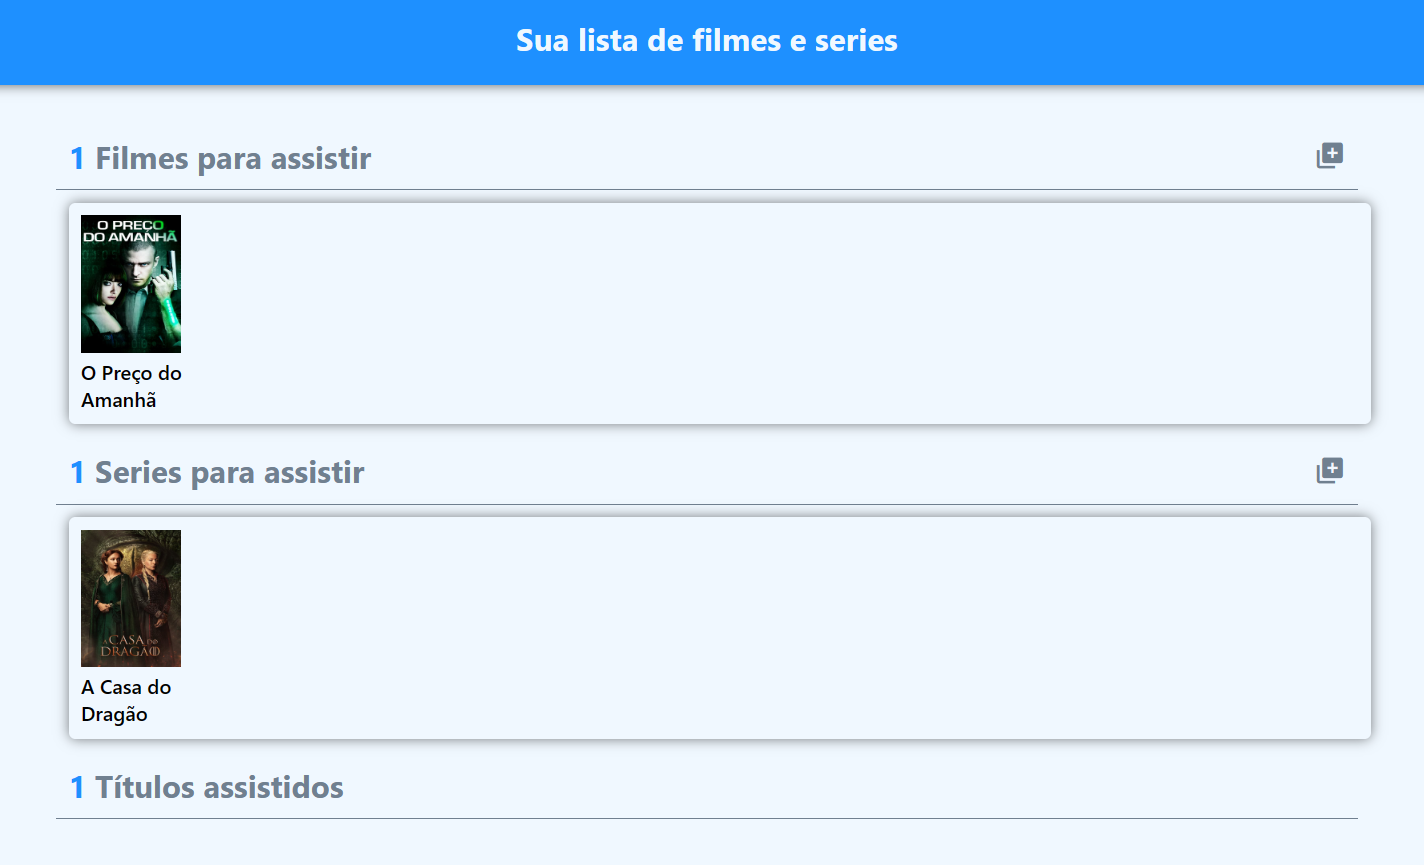 Sua lista de filmes e series
1 Filmes para assistir
O PREÇO
DO AMANHÃ
O Preço do
Amanhã
1 Series para assistir
A CASA DO
DRAGÃO
A Casa do
Dragão
1 Títulos assistidos